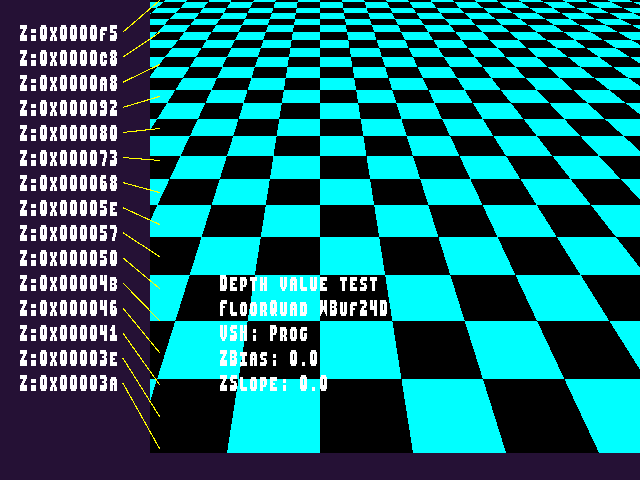 Z:0x0000F5
Z:0x0000C8
Z:0x0000A8
Z:0x000092
Z:0x000080
Z:0x000073
Z:0x000068
Z:0x00005E
Z:0x000057
Z:0x000050
Z:0x00004B
Z:0x000046
Z:0x000041
Z:0x00003E
Z:0x00003A
Depth value test
FloorQuad WBuf24D
VSH: Prog
ZBias: 0.0
ZSlope: 0.0